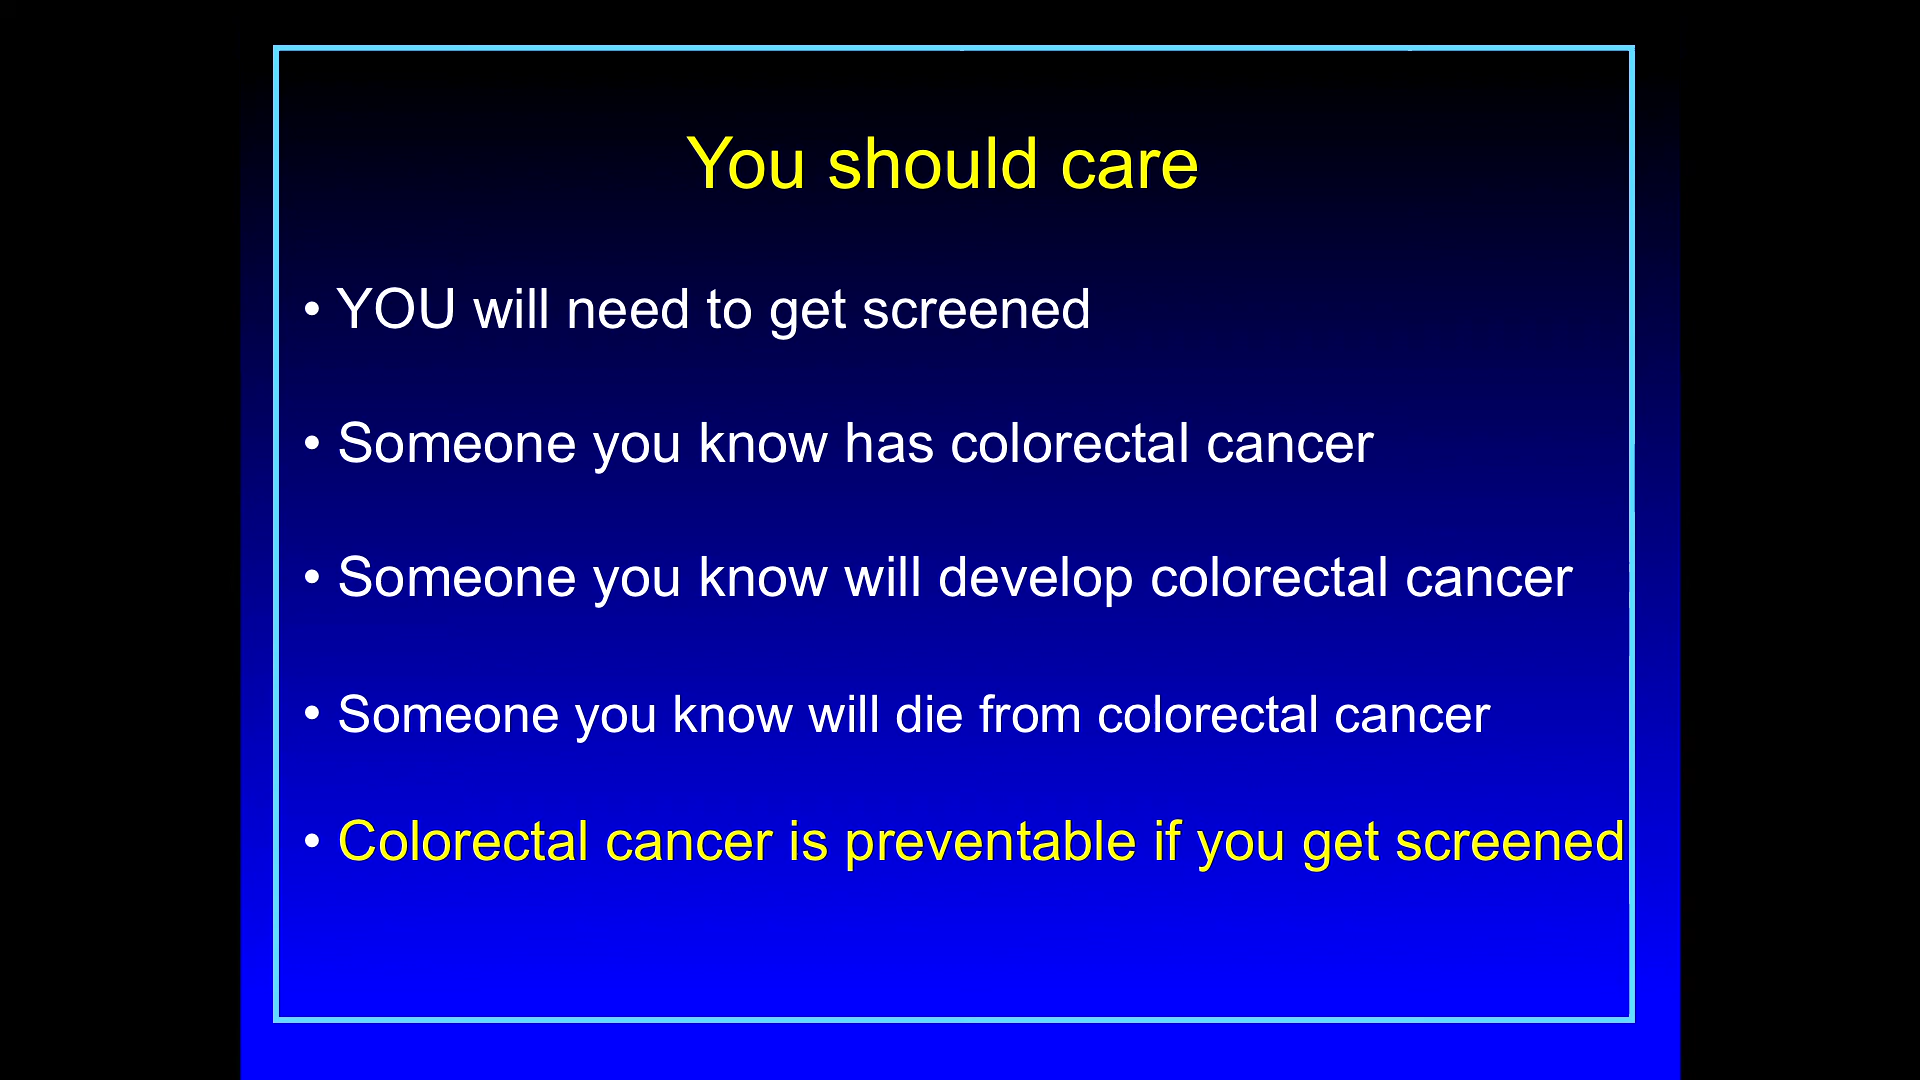 You should care
• YOU will need to get screened
• Someone you know has colorectal cancer
• Someone you know will develop colorectal cancer
• Someone you know will die from colorectal cancer
• Colorectal cancer is preventable if you get screened